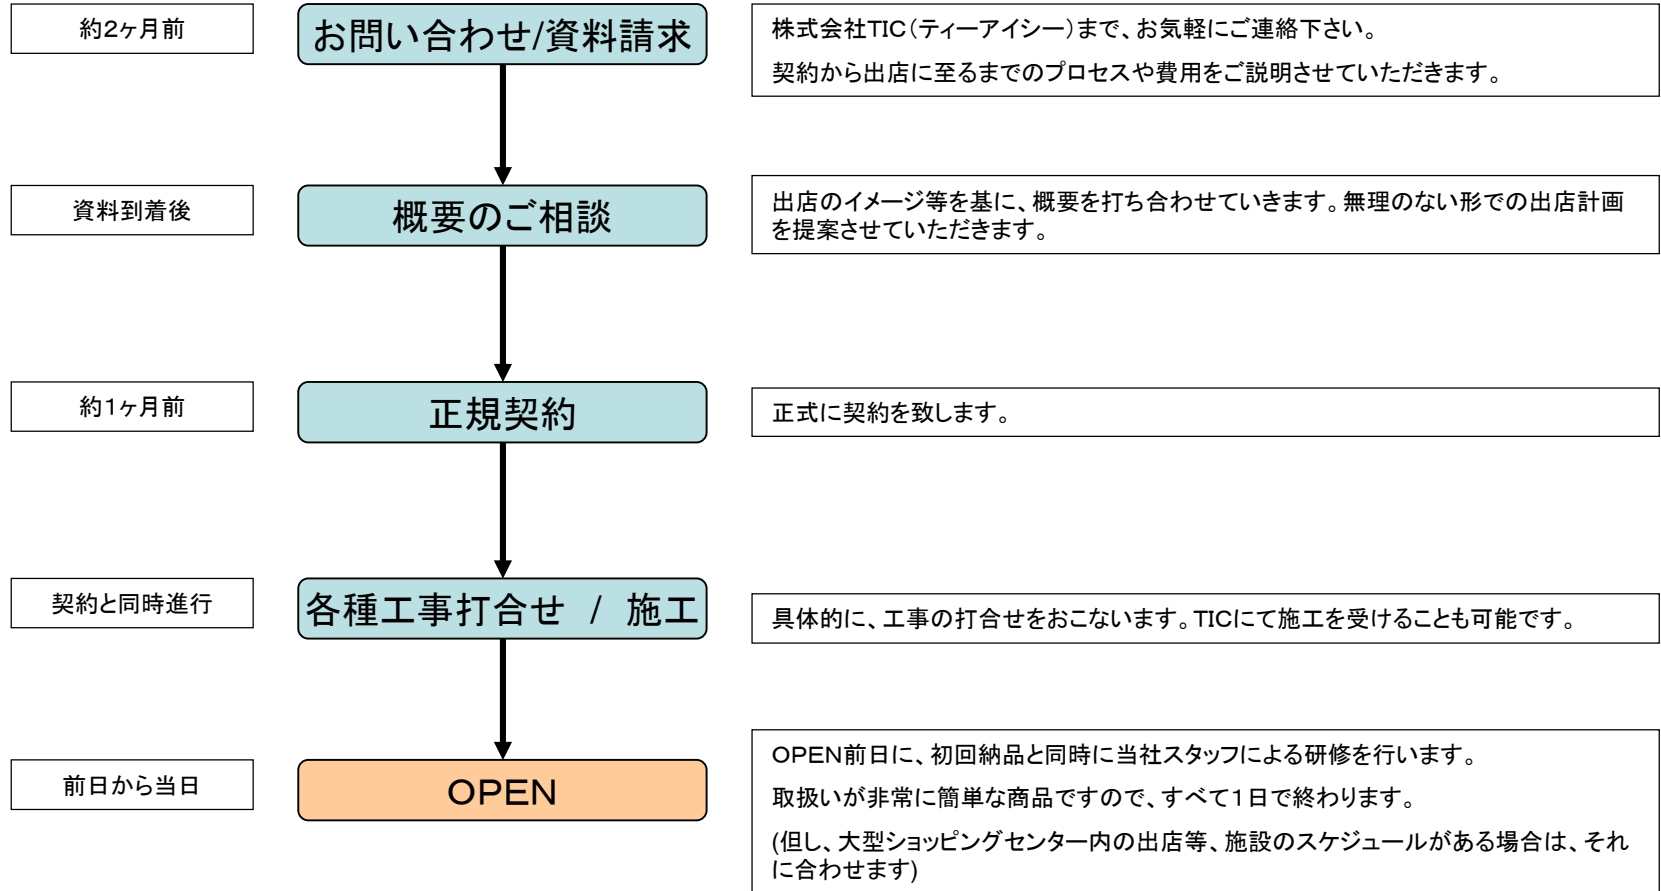 約2ヶ月前
お問い合わせ/資料請求
株式会社TIC(ティーアイシー)まで、お気軽にご連絡下さい。
契約から出店に至るまでのプロセスや費用をご説明させていただきます。
資料到着後
概要のご相談
出店のイメージ等を基に、概要を打ち合わせていきます。無理のない形での出店計画
を提案させていただきます。
約1ヶ月前
正規契約
正式に契約を致します。
契約と同時進行
各種工事打合せ / 施工
具体的に、工事の打合せをおこないます。TICにて施工を受けることも可能です。
前日から当日
OPEN
OPEN前日に、初回納品と同時に当社スタッフによる研修を行います。
取扱いが非常に簡単な商品ですので、すべて1日で終わります。
(但し、大型ショッピングセンター内の出店等、施設のスケジュールがある場合は、それ
に合わせます)